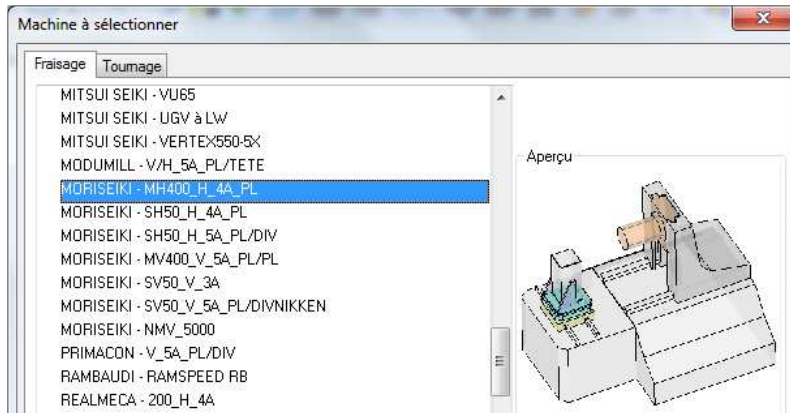 Machine à sélectionner
Fraisage Tournage
MITSUI SEIKI - VU65
MITSUI SEIKI - UGV à LW
MITSUI SEIKI - VERTEX550-5X
MODUMILL - V/H_5A_PL/TETE
MORISEIKI - MH400_H_4A_PL
MORISEIKI - SH50_H_4A_PL
MORISEIKI - SH50_H_5A_PL/DIV
MORISEIKI - MV400_V_5A_PL/PL
MORISEIKI - SV50_V_3A
MORISEIKI - SV50_V_5A_PL/DIVNIKKEN
MORISEIKI - NMV_5000
PRIMACON - V_5A_PL/DIV
RAMBAUDI - RAMSPEED RB
REALMECA - 200_H_4A
Aperçu